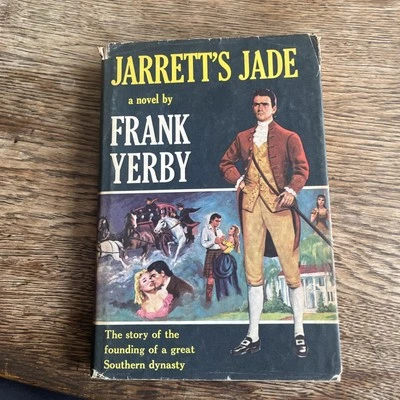 JARRETT'S JADE
a novel by
FRANK
YERBY
The story of the
founding of a great
Southern dynasty